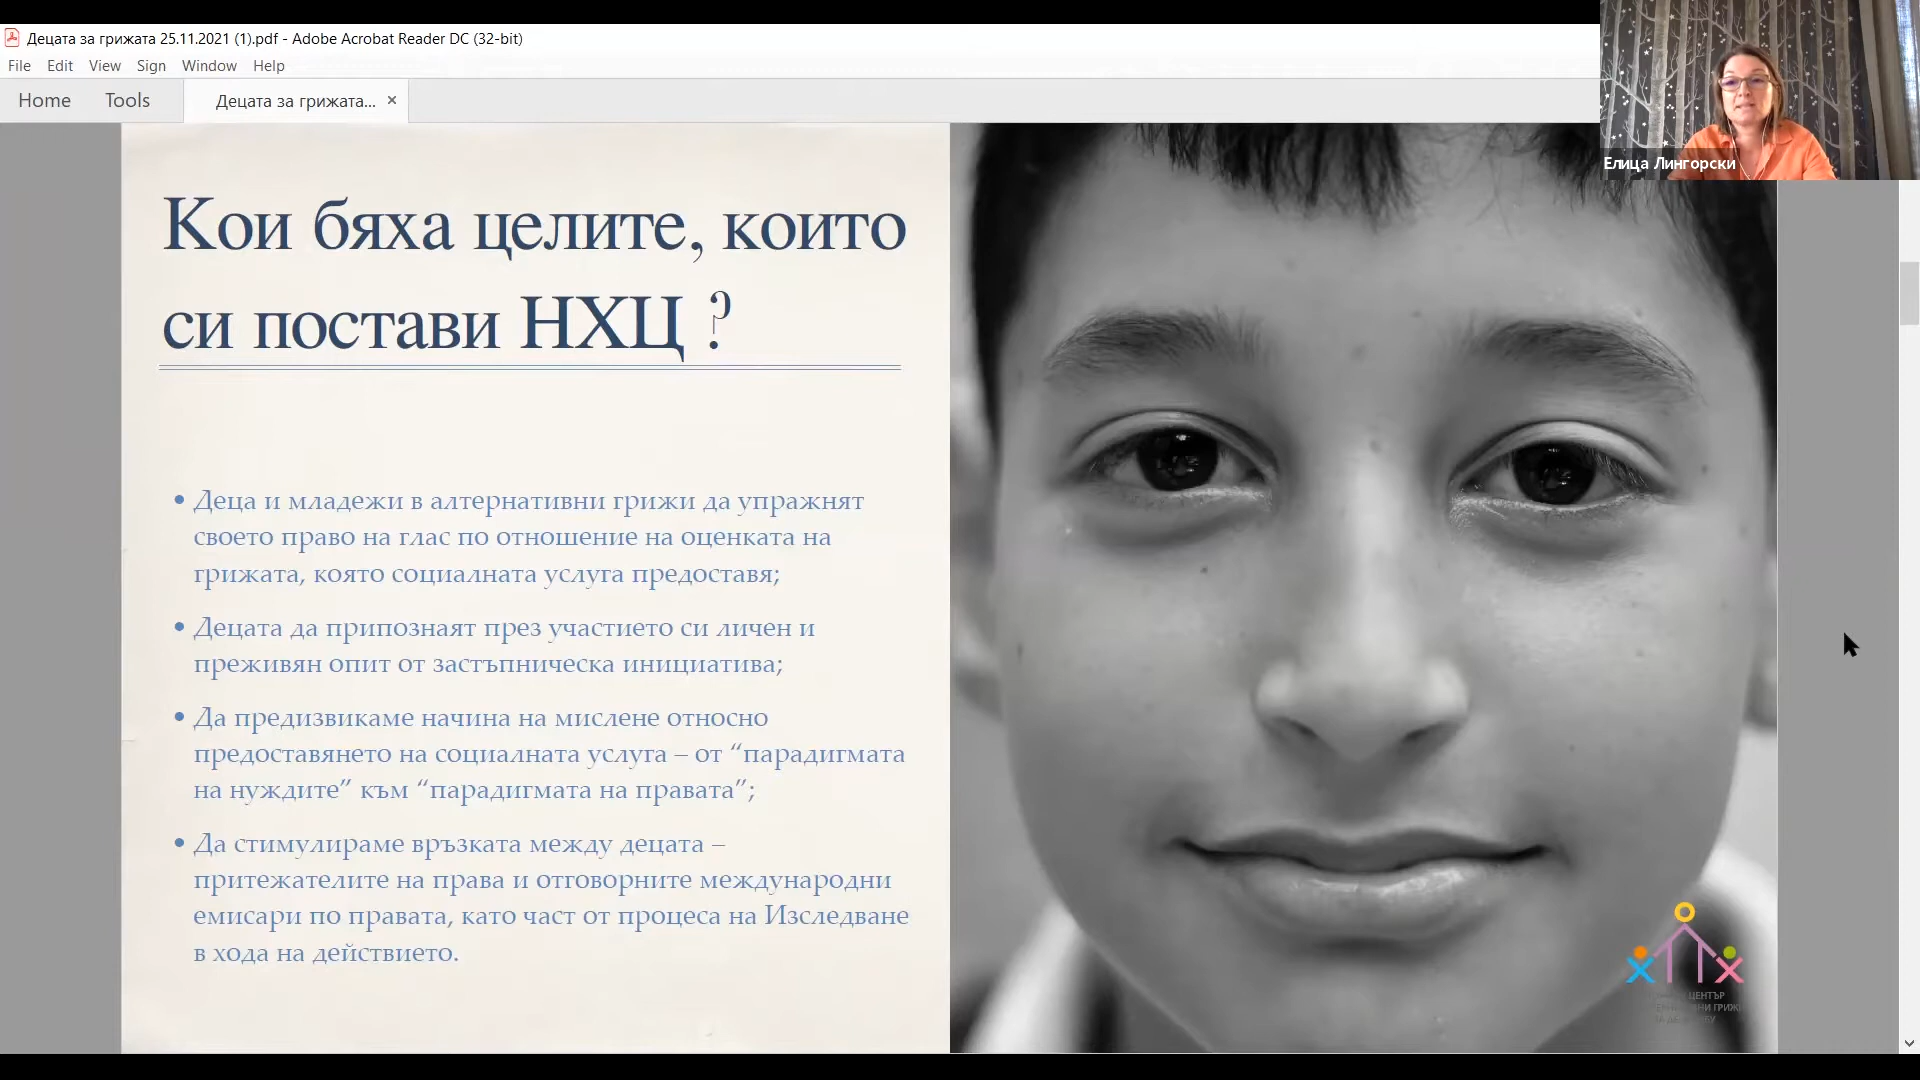 Децата за грижата 25.11.2021 (1).pdf - Adobe Acrobat Reader DC (32-bit)
File Edit View Sign Window Help
Home Tools Децата за грижата... ×
Елица Лингорски
Кои бяха целите, които
си постави НХЦ ?
• Деца и младежи в алтернативни грижи да упражнят
своето право на глас по отношение на оценката на
грижата, която социалната услуга предоставя;
• Децата да припознаят през участието си личен и
преживян опит от застъпническа инициатива;
• Да предизвикаме начина на мислене относно
предоставянето на социалната услуга – от “парадигмата
на нуждите” към “парадигмата на правата”;
• Да стимулираме връзката между децата –
притежателите на права и отговорните международни
емисари по правата, като част от процеса на Изследване
в хода на действието.
ЦЕНТЪР